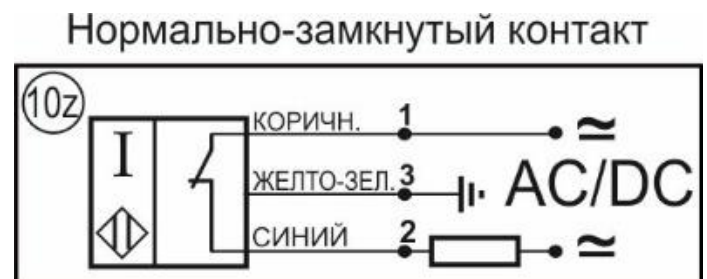 Нормально-замкнутый контакт
10z
КОРИЧН. 1 ≃
I
ЖЕЛТО-ЗЕЛ. 3 AC/DC
СИНИЙ 2 ≃